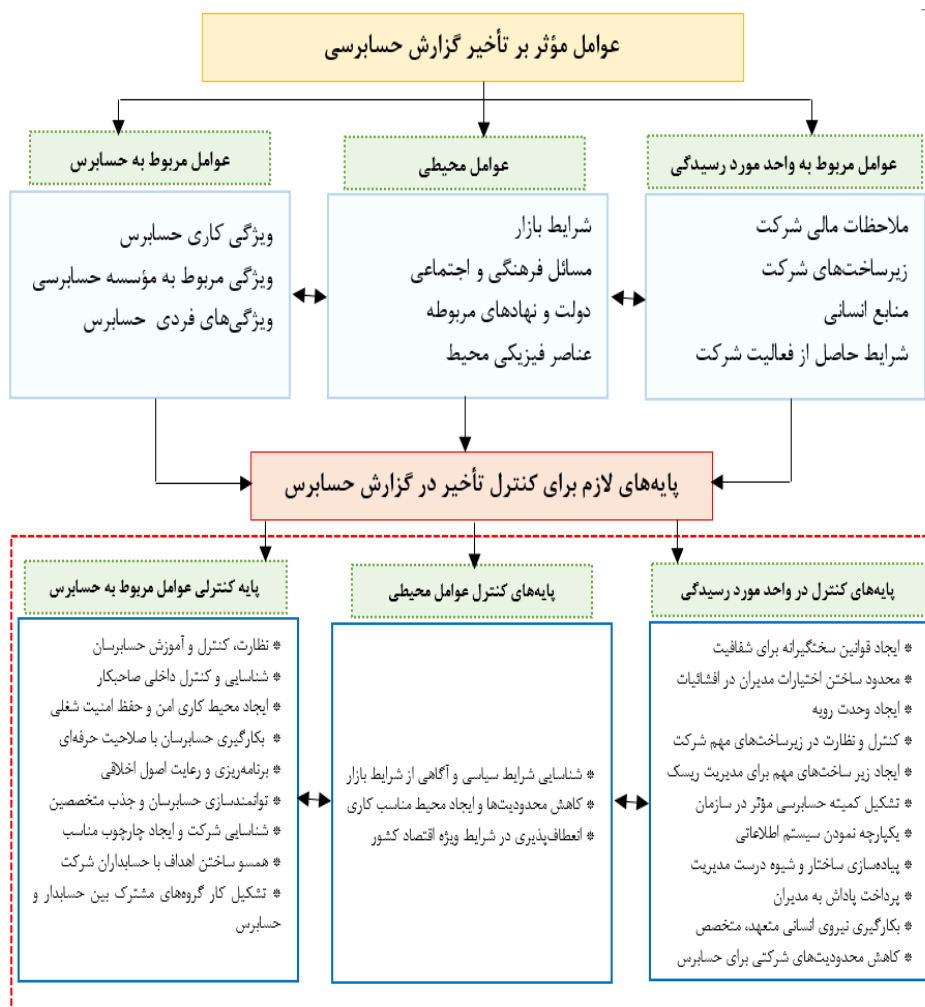 عوامل مؤثر بر تأخیر گزارش حسابرسی
عوامل مربوط به واحد مورد رسیدگی
ملاحظات مالی شرکت
زیرساخت‌های شرکت
منابع انسانی
شرایط حاصل از فعالیت شرکت
عوامل محیطی
شرایط بازار
مسائل فرهنگی و اجتماعی
دولت و نهادهای مربوطه
عناصر فیزیکی محیط
عوامل مربوط به حسابرس
ویژگی کاری حسابرس
ویژگی مربوط به مؤسسه حسابرسی
ویژگی‌های فردی حسابرس
پایه‌های لازم برای کنترل تأخیر در گزارش حسابرس
پایه‌های کنترل در واحد مورد رسیدگی
* ایجاد قوانین سختگیرانه برای شفافیت
* محدود ساختن اختیارات مدیران در افشائیات
* ایجاد وحدت رویه
* کنترل و نظارت در زیرساخت‌های مهم شرکت
* ایجاد زیر ساخت‌های مهم برای مدیریت ریسک
* تشکیل کمیته حسابرسی مؤثر در سازمان
* یکپارچه نمودن سیستم اطلاعاتی
* پیاده‌سازی ساختار و شیوه درست مدیریت
* پرداخت پاداش به مدیران
* بکارگیری نیروی انسانی متعهد، متخصص
* کاهش محدودیت‌های شرکتی برای حسابرس
پایه‌های کنترل عوامل محیطی
* شناسایی شرایط سیاسی و آگاهی از شرایط بازار
* کاهش محدودیت‌ها و ایجاد محیط مناسب کاری
* انعطاف‌پذیری در شرایط ویژه اقتصاد کشور
پایه کنترلی عوامل مربوط به حسابرس
* نظارت، کنترل و آموزش حسابرسان
* شناسایی و کنترل داخلی صاحبکار
* ایجاد محیط کاری امن و حفظ امنیت شغلی
* بکارگیری حسابرسان با صلاحیت حرفه‌ای
* برنامه‌ریزی و رعایت اصول اخلاقی
* توانمندسازی حسابرسان و جذب متخصصین
* شناسایی شرکت و ایجاد چارچوب مناسب
* همسو ساختن اهداف با حسابداران شرکت
* تشکیل کار گروه‌های مشترک بین حسابدار و
حسابرس